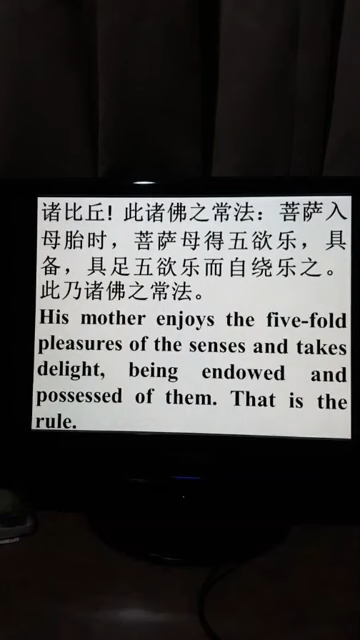 诸比丘! 此诸佛之常法：菩萨入
母胎时，菩萨母得五欲乐，具
备，具足五欲乐而自绕乐之。
此乃诸佛之常法。
His mother enjoys the five-fold
pleasures of the senses and takes
delight, being endowed and
possessed of them. That is the
rule.